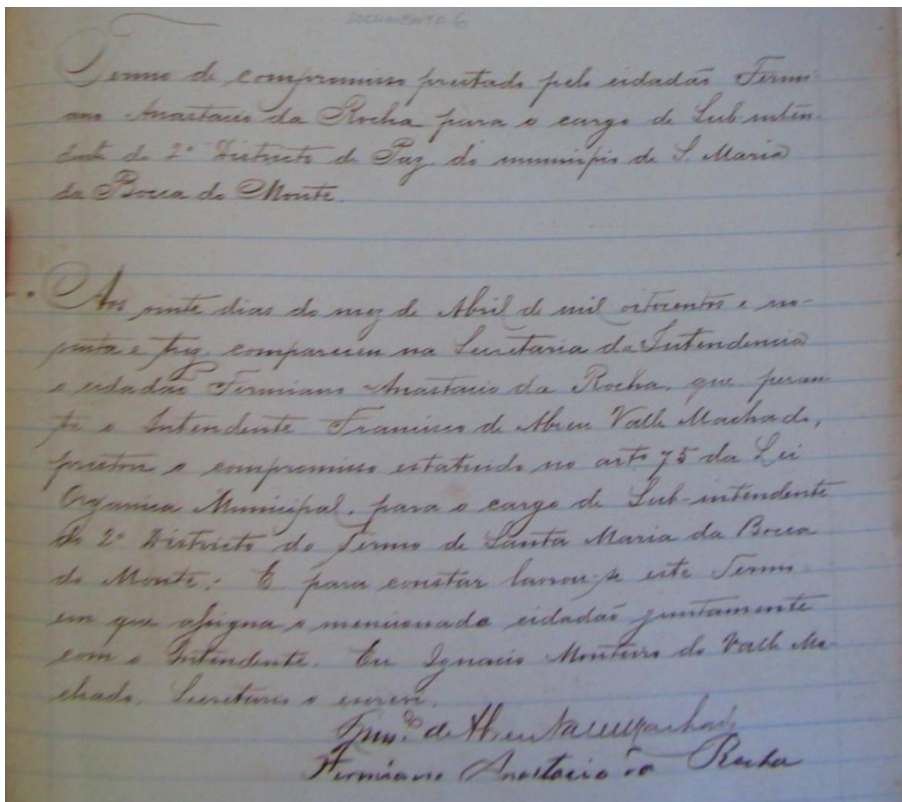 DOCUMENTO 6
Termo de compromisso prestado pelo cidadão Fermi-
ano Anastacio da Rocha para o cargo de Sub-inten-
dente do 2º Districto de Paz do municipio de S. Maria
da Bocca do Monte.
Aos vinte dias do mez de Abril de mil oitocentos e no-
venta e trez, compareceu na Secretaria da Intendencia
o cidadão Fermiano Anastacio da Rocha, que peran-
te o Intendente Francisco de Abreu Valle Machado,
prestou o compromisso estatuido no artº 75 da Lei
Organica Municipal, para o cargo de Sub-intendente
do 2º Districto do Termo de Santa Maria da Bocca
do Monte; E para constar lavrou-se este Termo
em que assigna o mencionado cidadão juntamente
com o Intendente. Eu Ignacio Monteiro do Valle Ma-
chado, Secretario o escrevi.
Francº de Abreu Valle Machado
Fermiano Anastacio da Rocha